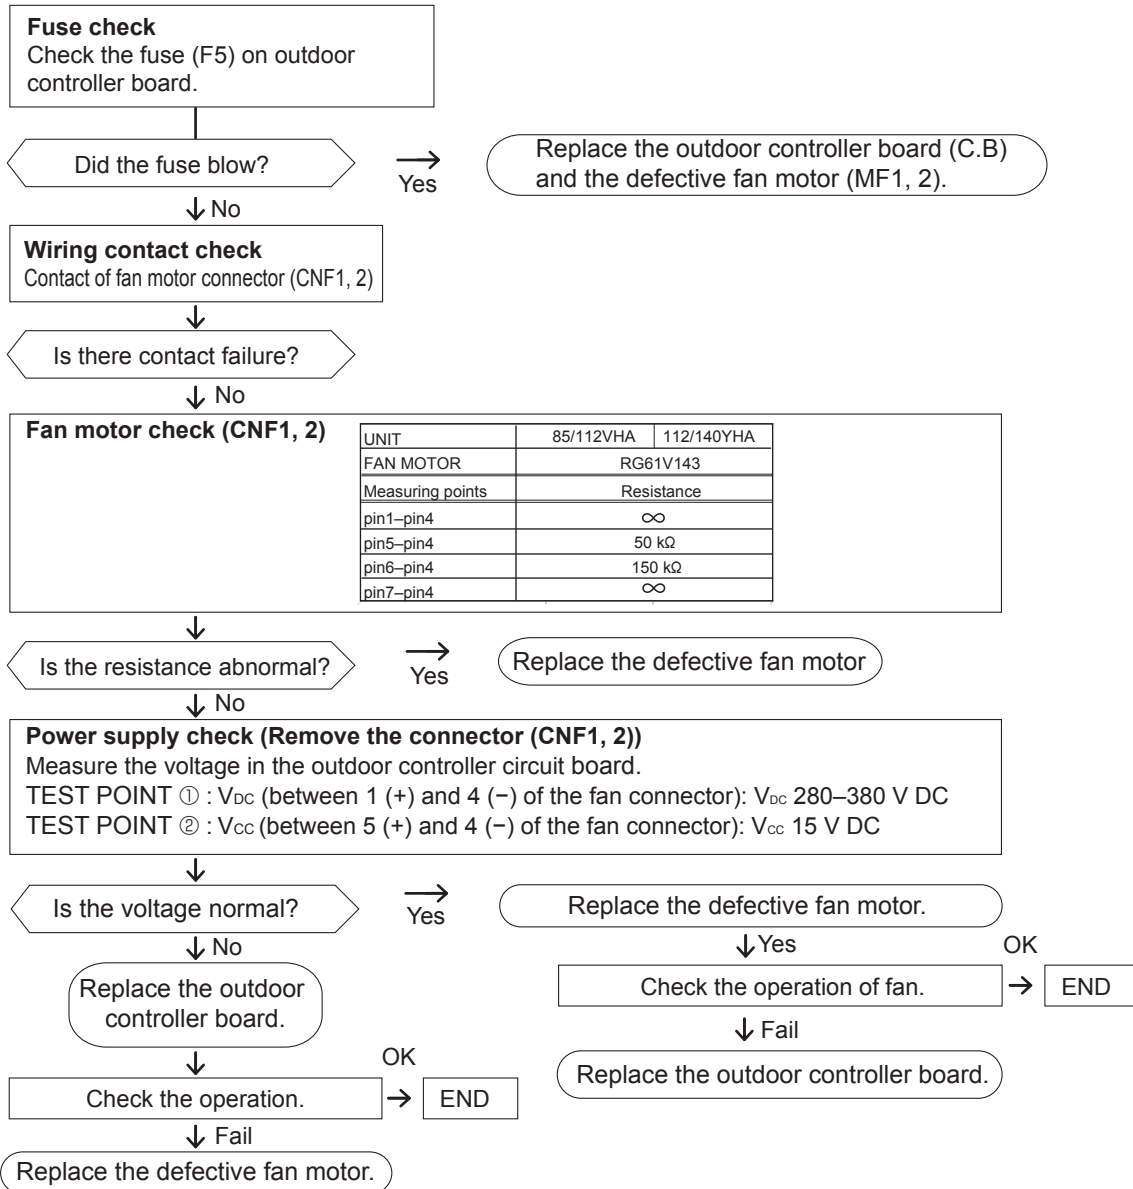 Fuse check
Check the fuse (F5) on outdoor
controller board.
Did the fuse blow?
Yes
Replace the outdoor controller board (C.B)
and the defective fan motor (MF1, 2).
No
Wiring contact check
Contact of fan motor connector (CNF1, 2)
Is there contact failure?
No
Fan motor check (CNF1, 2)
UNIT 85/112VHA 112/140YHA
FAN MOTOR RG61V143
Measuring points Resistance
pin1–pin4 ∞
pin5–pin4 50 kΩ
pin6–pin4 150 kΩ
pin7–pin4 ∞
Is the resistance abnormal?
Yes
Replace the defective fan motor
No
Power supply check (Remove the connector (CNF1, 2))
Measure the voltage in the outdoor controller circuit board.
TEST POINT ① : VDC (between 1 (+) and 4 (−) of the fan connector): VDC 280–380 V DC
TEST POINT ② : VCC (between 5 (+) and 4 (−) of the fan connector): VCC 15 V DC
Is the voltage normal?
Yes
Replace the defective fan motor.
Yes
Check the operation of fan.
OK
END
Fail
Replace the outdoor controller board.
No
Replace the outdoor
controller board.
Check the operation.
OK
END
Fail
Replace the defective fan motor.